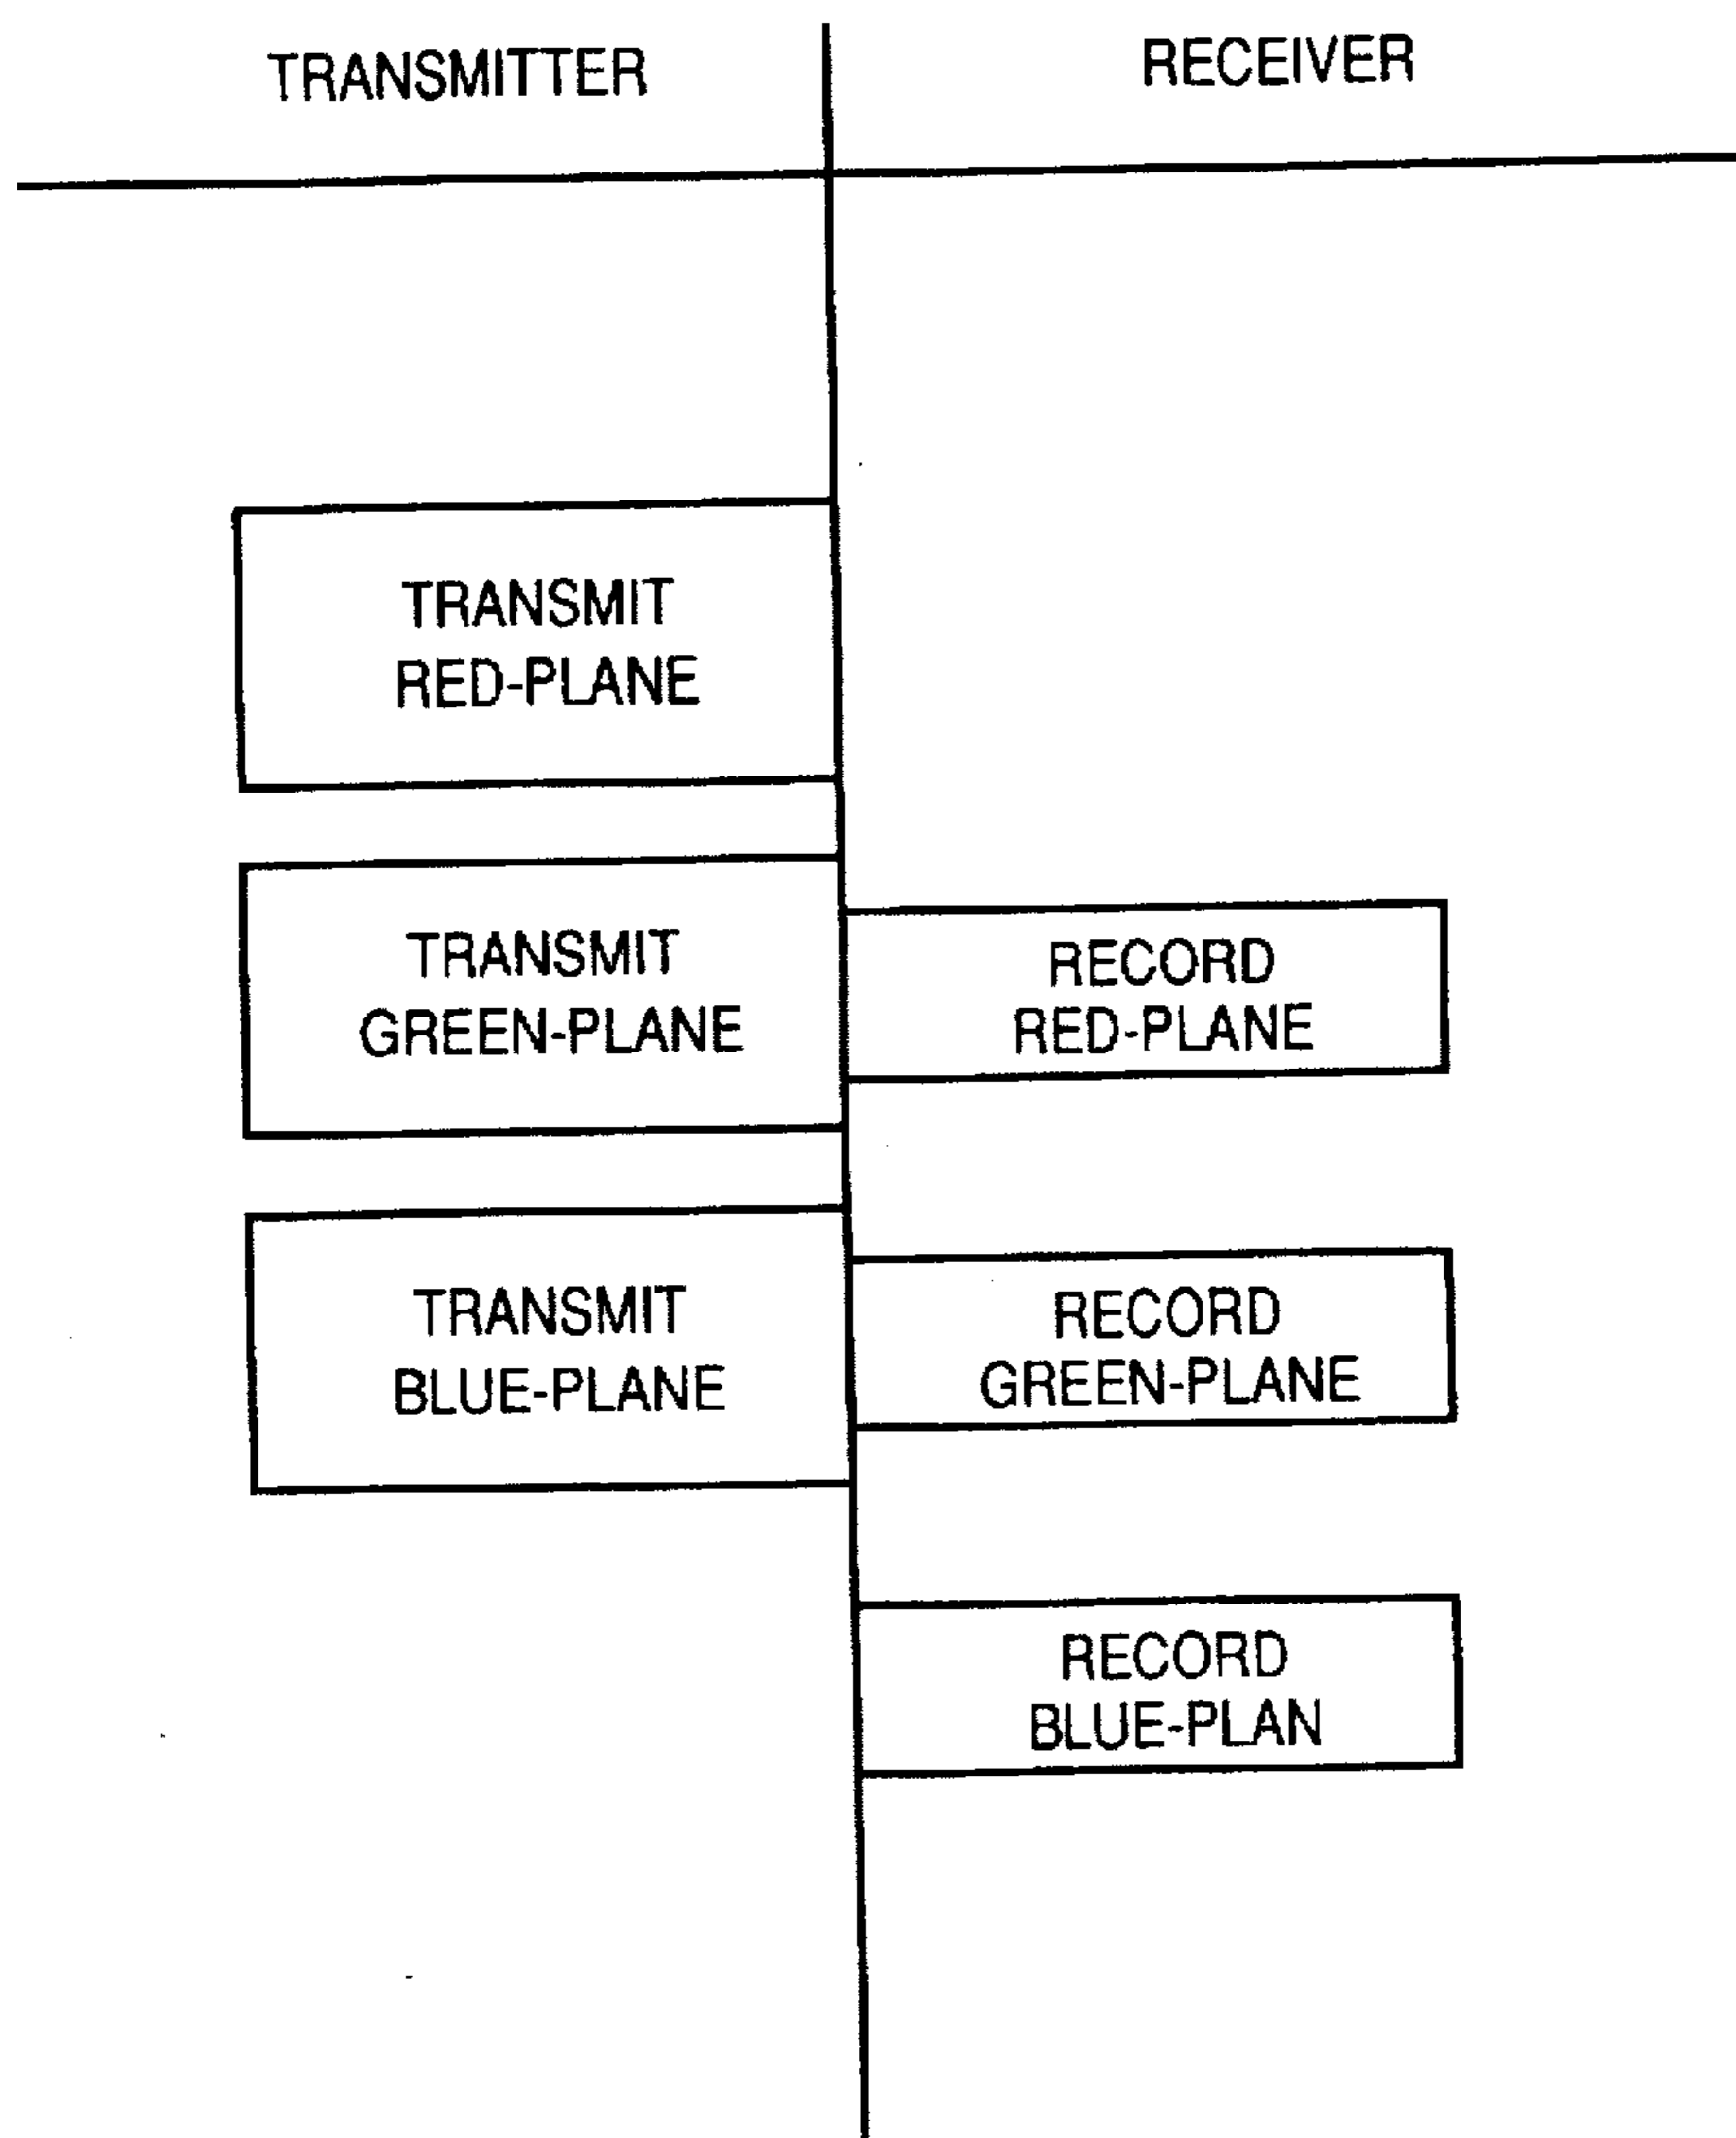 TRANSMITTER
RECEIVER
TRANSMIT
RED-PLANE
TRANSMIT
GREEN-PLANE
RECORD
RED-PLANE
TRANSMIT
BLUE-PLANE
RECORD
GREEN-PLANE
RECORD
BLUE-PLAN